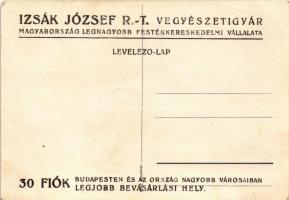 IZSÁK JÓZSEF R.-T. VEGYÉSZETIGYÁR
MAGYARORSZÁG LEGNAGYOBB FESTÉKKERESKEDELMI VÁLLALATA
LEVELEZO-LAP
30 FIÓK BUDAPESTEN ÉS AZ ORSZÁG NAGYOBB VÁROSAIBAN
LEGJOBB BEVÁSÁRLÁSI HELY.